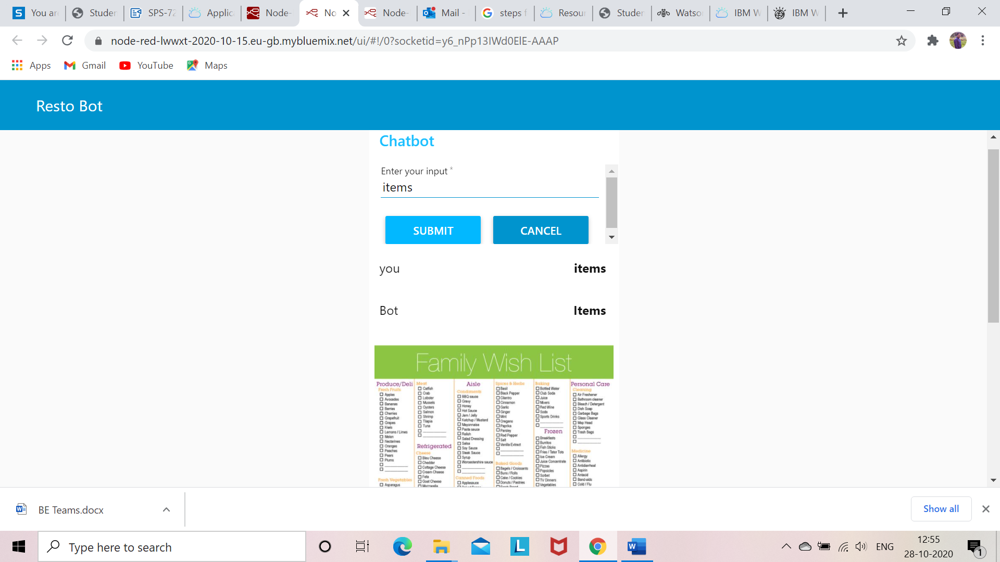 You are
Studer
SPS-72
Applica
Node-
No
Node-
Mail -
steps f
Resour
Studer
Watson
IBM W
IBM W
node-red-lwwxt-2020-10-15.eu-gb.mybluemix.net/ui/#!/0?socketid=y6_nPp13IWd0ElE-AAAP
Apps
Gmail
YouTube
Maps
Resto Bot
Chatbot
Enter your input *
items
SUBMIT
CANCEL
you
items
Bot
Items
Family Wish List
Produce/Deli
Fresh Fruits
Apples
Avocados
Bananas
Berries
Cherries
Grapefruit
Grapes
Kiwis
Lemons / Limes
Melon
Nectarines
Oranges
Peaches
Pears
Plums
Fresh Vegetables
Asparagus
Meat
Catfish
Crab
Lobster
Mussels
Oysters
Salmon
Shrimp
Tilapia
Tuna
Refrigerated
Cheese
Bleu Cheese
Cheddar
Cottage Cheese
Cream Cheese
Feta
Goat Cheese
Mozzarella
Aisle
Condiments
BBQ sauce
Gravy
Honey
Hot Sauce
Jam / Jelly
Ketchup / Mustard
Mayonnaise
Pasta sauce
Relish
Salad Dressing
Salsa
Soy Sauce
Steak Sauce
Syrup
Worcestershire sauce
Canned Foods
Applesauce
Baked Beans
Spices & Herbs
Basil
Black Pepper
Cilantro
Cinnamon
Garlic
Ginger
Mint
Oregano
Paprika
Parsley
Red Pepper
Salt
Vanilla Extract
Baked Goods
Bagels / Croissants
Buns / Rolls
Cake / Cookies
Donuts / Pastries
Fresh Bread
Baking
Bottled Water
Club Soda
Juice
Mixers
Red Wine
Soda
Sports Drinks
Frozen
Breakfasts
Burritos
Fish Sticks
Fries / Tator Tots
Ice Cream
Juice Concentrate
Pizzas
Popsicles
Sorbet
TV Dinners
Vegetables
Personal Care
Cleaning
Air Freshener
Bathroom cleaner
Bleach / Detergent
Dish Soap
Garbage Bags
Glass Cleaner
Mop Head
Sponges
Trash Bags
Medicine
Allergy
Antibiotic
Antidiarrheal
Aspirin
Antacid
Band-aids
Cold / Flu
BE Teams.docx
Show all
Type here to search
ENG
12:55
28-10-2020
1